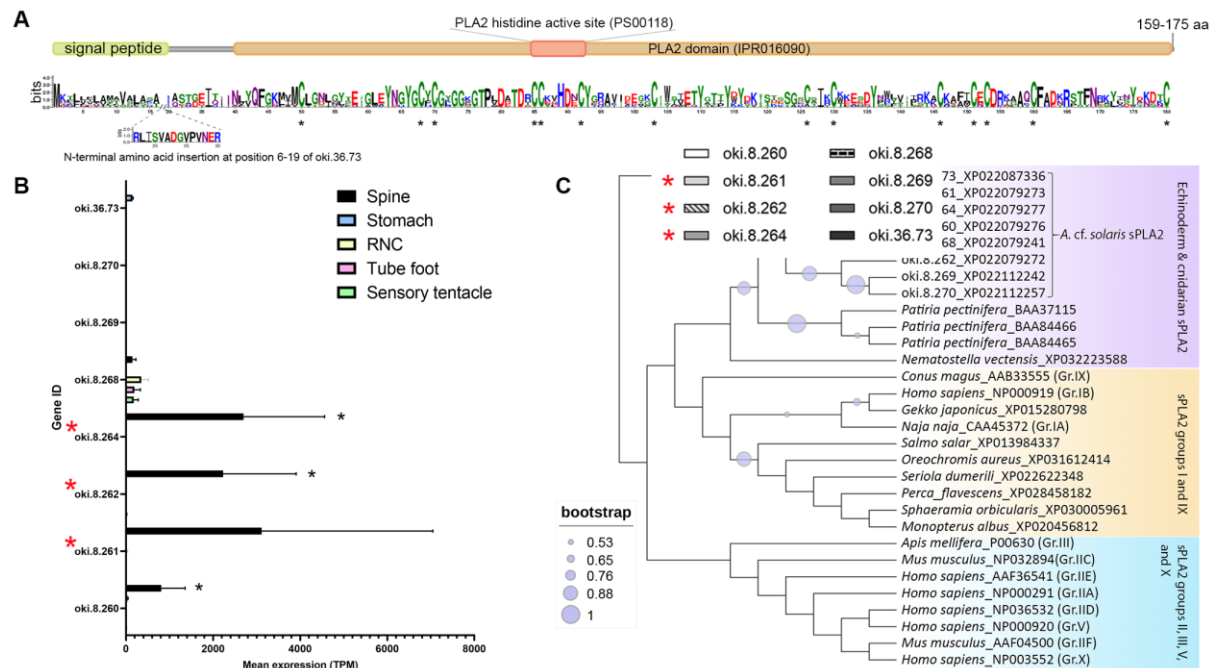 A
PLA2 histidine active site (PS00118)
159-175 aa
signal peptide
PLA2 domain (IPR016090)
bits
RLISVADGVPVNER
N-terminal amino acid insertion at position 6-19 of oki.36.73
B
Gene ID
oki.36.73
oki.8.270
oki.8.269
oki.8.268
* oki.8.264 *
* oki.8.262 *
* oki.8.261
oki.8.260 *
0 2000 4000 6000 8000
Mean expression (TPM)
Spine
Stomach
RNC
Tube foot
Sensory tentacle
C
oki.8.260 oki.8.268
* oki.8.261 oki.8.269
* oki.8.262 oki.8.270
* oki.8.264 oki.36.73
73_XP022087336
61_XP022079273
64_XP022079277
60_XP022079276
68_XP022079241
oki.8.262_XP022079272
oki.8.269_XP022112242
oki.8.270_XP022112257
A. cf. solaris sPLA2
Patiria pectinifera_BAA37115
Patiria pectinifera_BAA84466
Patiria pectinifera_BAA84465
Nematostella vectensis_XP032223588
Echinoderm & cnidarian sPLA2
Conus magus_AAB33555 (Gr.IX)
Homo sapiens_NP000919 (Gr.IB)
Gekko japonicus_XP015280798
Naja naja_CAA45372 (Gr.IA)
Salmo salar_XP013984337
Oreochromis aureus_XP031612414
Seriola dumerili_XP022622348
Perca_flavescens_XP028458182
Sphaeramia orbicularis_XP030005961
Monopterus albus_XP020456812
sPLA2 groups I and IX
Apis mellifera_P00630 (Gr.III)
Mus musculus_NP032894(Gr.IIC)
Homo sapiens_AAF36541 (Gr.IIE)
Homo sapiens_NP000291 (Gr.IIA)
Homo sapiens_NP036532 (Gr.IID)
Homo sapiens_NP000920 (Gr.V)
Mus musculus_AAF04500 (Gr.IIF)
Homo sapiens_NP003552 (Gr.X)
sPLA2 groups II, III, V,
and X
bootstrap
0.53
0.65
0.76
0.88
1